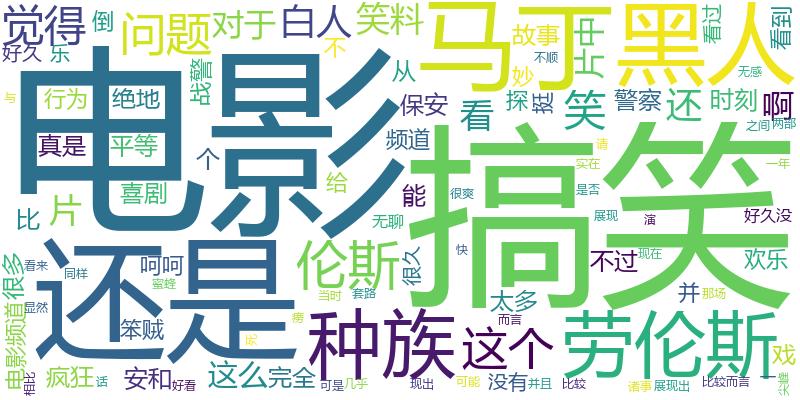 觉得
好久
乐
倒
问题
对于
白人
笑料
不
从
马丁
故事
妙
不顺
片中
黑人
看过
看到
无感
与
行为
绝地
战警
电影
保安
看
探
挺
笑
警察
还
时刻
啊
真是
平等
频道
之间
两部
喜剧
个
给
能
很爽
搞笑
请
实在
一年
比
片
无聊
是否
展现
演
好久没
还是
伦斯
很久
快
不过
现在
欢乐
电影频道
很多
看来
显然
同样
呵呵
蜜蜂
笨贼
当时
套路
太多
而言
并
那场
种族
这个
劳伦斯
死
疯狂
话
相比
安和
好看
这么
完全
可是
几乎
现出
没有
可能
并且
比较
诸事
展现出
比较而言
一
戏
尖峰